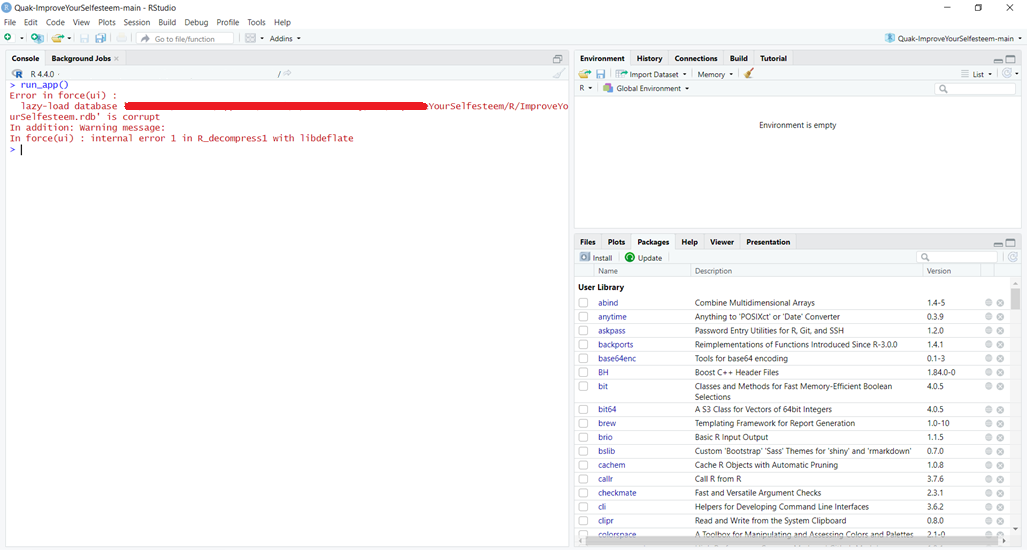 Quak-ImproveYourSelfesteem-main - RStudio
File Edit Code View Plots Session Build Debug Profile Tools Help
Go to file/function Addins Quak-ImproveYourSelfesteem-main
Console Background Jobs
R 4.4.0 · /
> run_app()
Error in force(ui) :
lazy-load database YourSelfesteem/R/ImproveYo
urSelfesteem.rdb' is corrupt
In addition: Warning message:
In force(ui) : internal error 1 in R_decompress1 with libdeflate
>
Environment History Connections Build Tutorial
Import Dataset Memory List
R Global Environment
Environment is empty
Files Plots Packages Help Viewer Presentation
Install Update
Name Description Version
User Library
abind Combine Multidimensional Arrays 1.4-5
anytime Anything to 'POSIXct' or 'Date' Converter 0.3.9
askpass Password Entry Utilities for R, Git, and SSH 1.2.0
backports Reimplementations of Functions Introduced Since R-3.0.0 1.4.1
base64enc Tools for base64 encoding 0.1-3
BH Boost C++ Header Files 1.84.0-0
bit Classes and Methods for Fast Memory-Efficient Boolean 4.0.5
Selections
bit64 A S3 Class for Vectors of 64bit Integers 4.0.5
brew Templating Framework for Report Generation 1.0-10
brio Basic R Input Output 1.1.5
bslib Custom 'Bootstrap' 'Sass' Themes for 'shiny' and 'rmarkdown' 0.7.0
cachem Cache R Objects with Automatic Pruning 1.0.8
callr Call R from R 3.7.6
checkmate Fast and Versatile Argument Checks 2.3.1
cli Helpers for Developing Command Line Interfaces 3.6.2
clipr Read and Write from the System Clipboard 0.8.0
colorspace A Toolbox for Manipulating and Assessing Colors and Palettes 2.1-0